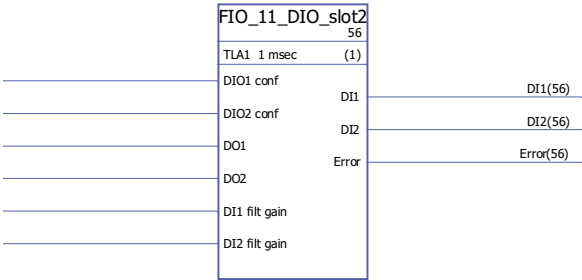 FIO_11_DIO_slot2
56
TLA1 1 msec (1)
DIO1 conf
DI1
DI1(56)
DIO2 conf
DI2
DI2(56)
DO1
Error
Error(56)
DO2
DI1 filt gain
DI2 filt gain